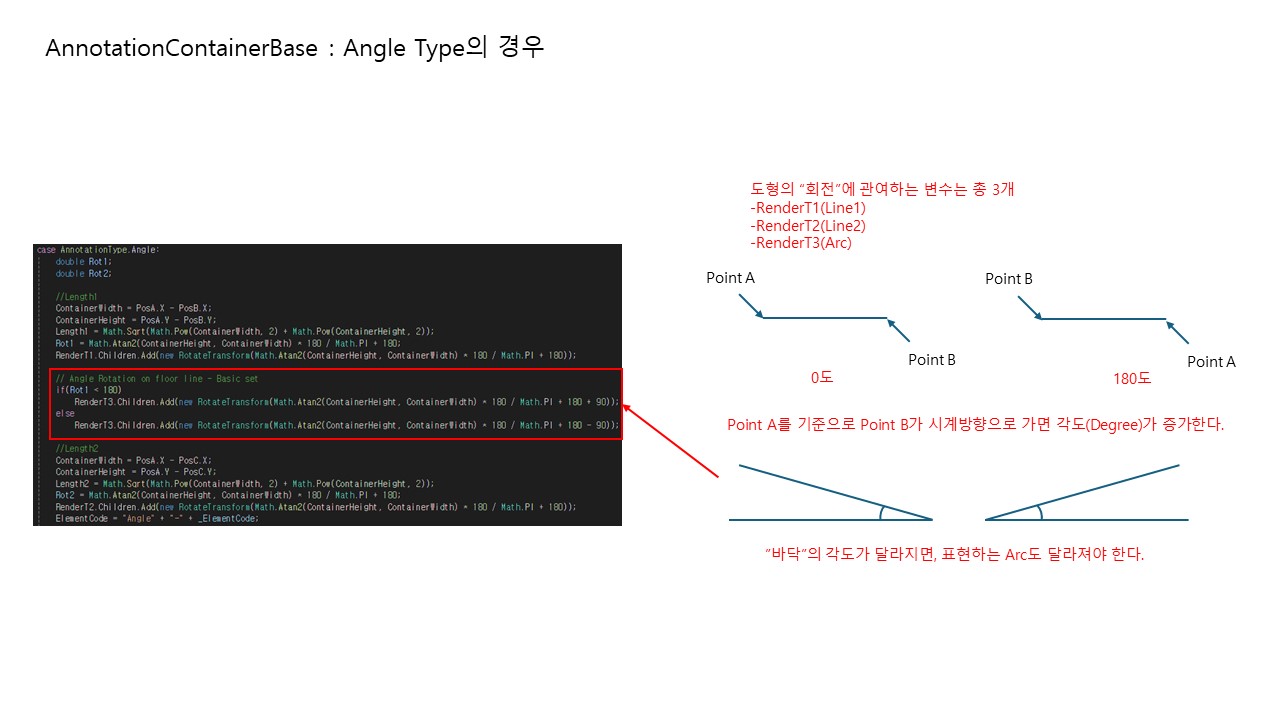 AnnotationContainerBase : Angle Type의 경우
case AnnotationType.Angle:
double Rot1;
double Rot2;
//Length1
ContainerWidth = PosA.X - PosB.X;
ContainerHeight = PosA.Y - PosB.Y;
Length1 = Math.Sqrt(Math.Pow(ContainerWidth, 2) + Math.Pow(ContainerHeight, 2));
Rot1 = Math.Atan2(ContainerHeight, ContainerWidth) * 180 / Math.PI + 180;
RenderT1.Children.Add(new RotateTransform(Math.Atan2(ContainerHeight, ContainerWidth) * 180 / Math.PI + 180));
// Angle Rotation on floor line - Basic set
if(Rot1 < 180)
RenderT3.Children.Add(new RotateTransform(Math.Atan2(ContainerHeight, ContainerWidth) * 180 / Math.PI + 180 + 90));
else
RenderT3.Children.Add(new RotateTransform(Math.Atan2(ContainerHeight, ContainerWidth) * 180 / Math.PI + 180 - 90));
//Length2
ContainerWidth = PosA.X - PosC.X;
ContainerHeight = PosA.Y - PosC.Y;
Length2 = Math.Sqrt(Math.Pow(ContainerWidth, 2) + Math.Pow(ContainerHeight, 2));
Rot2 = Math.Atan2(ContainerHeight, ContainerWidth) * 180 / Math.PI + 180;
RenderT2.Children.Add(new RotateTransform(Math.Atan2(ContainerHeight, ContainerWidth) * 180 / Math.PI + 180));
ElementCode = "Angle" + "-" + _ElementCode;
도형의 “회전”에 관여하는 변수는 총 3개
-RenderT1(Line1)
-RenderT2(Line2)
-RenderT3(Arc)
Point A
Point B
0도
Point B
Point A
180도
Point A를 기준으로 Point B가 시계방향으로 가면 각도(Degree)가 증가한다.
”바닥“의 각도가 달라지면, 표현하는 Arc도 달라져야 한다.